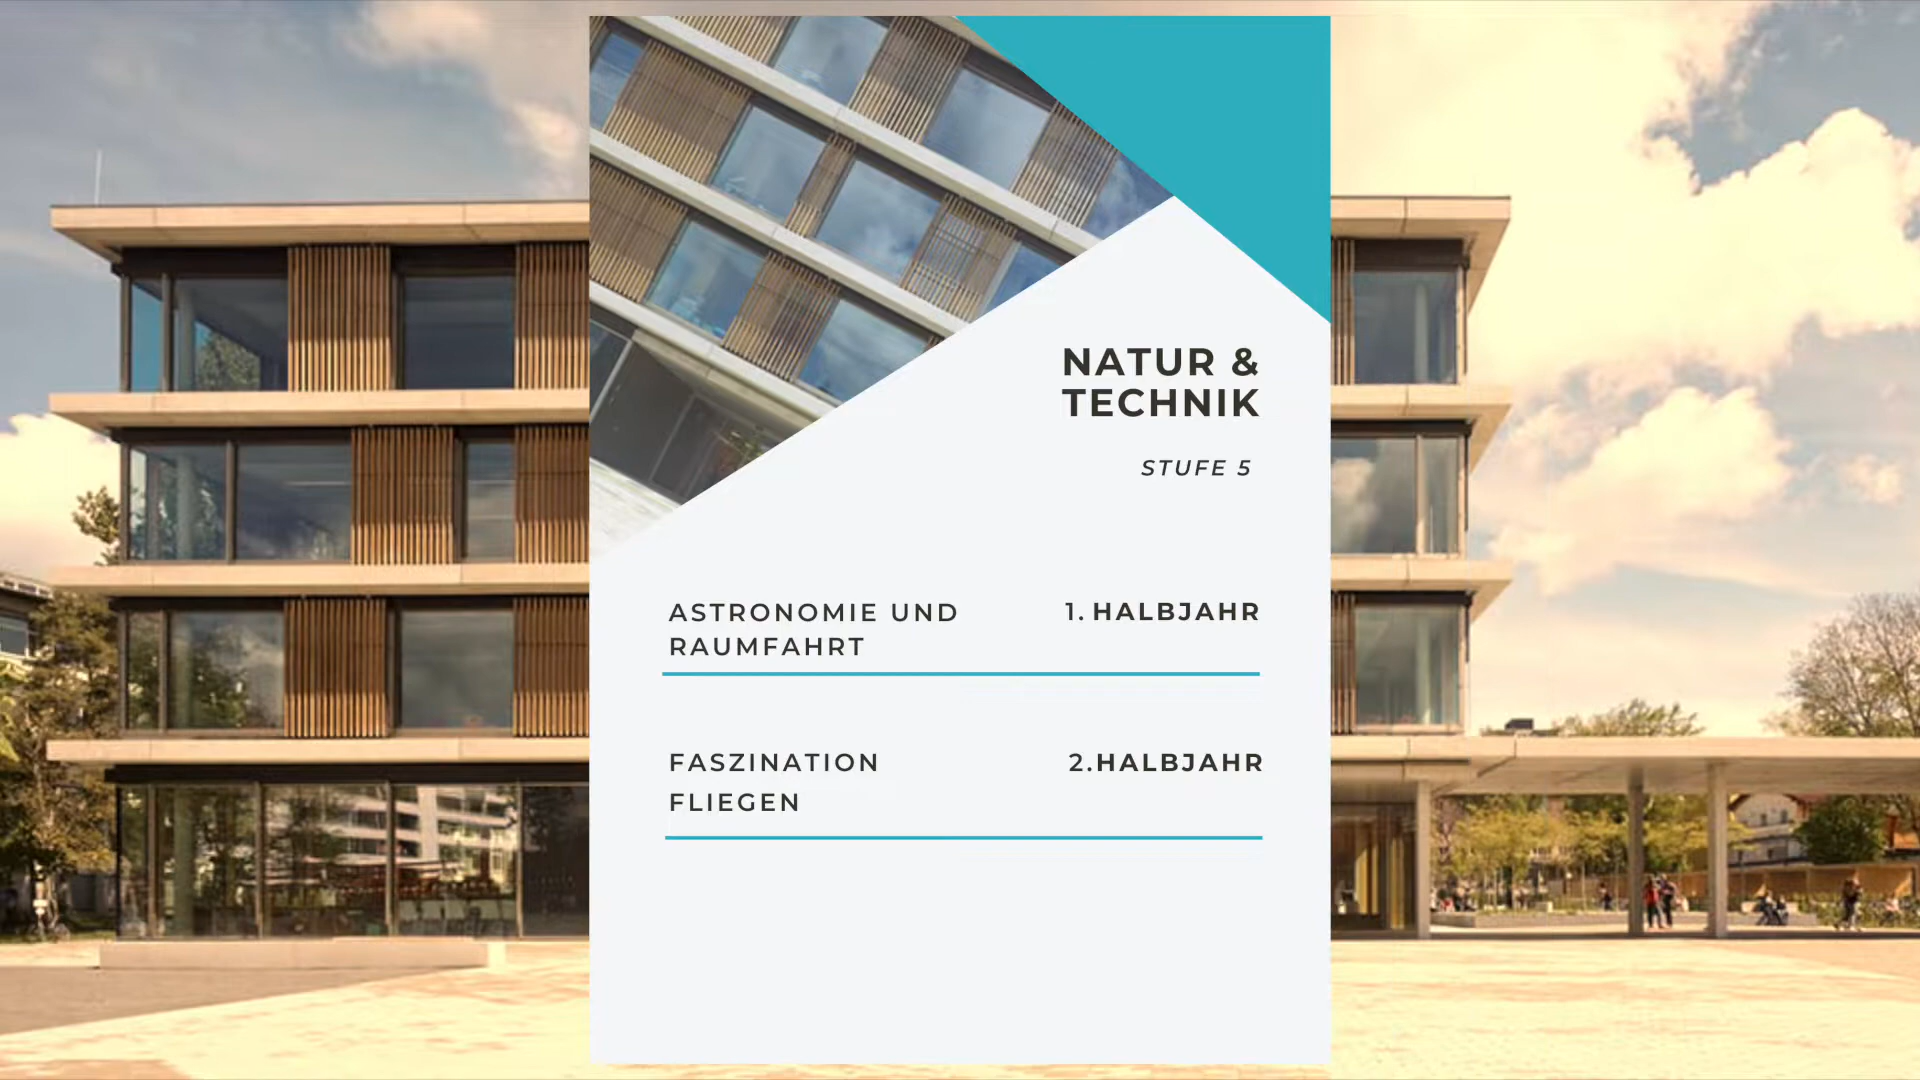 NATUR &
TECHNIK
STUFE 5
ASTRONOMIE UND
RAUMFAHRT
1. HALBJAHR
FASZINATION
FLIEGEN
2.HALBJAHR